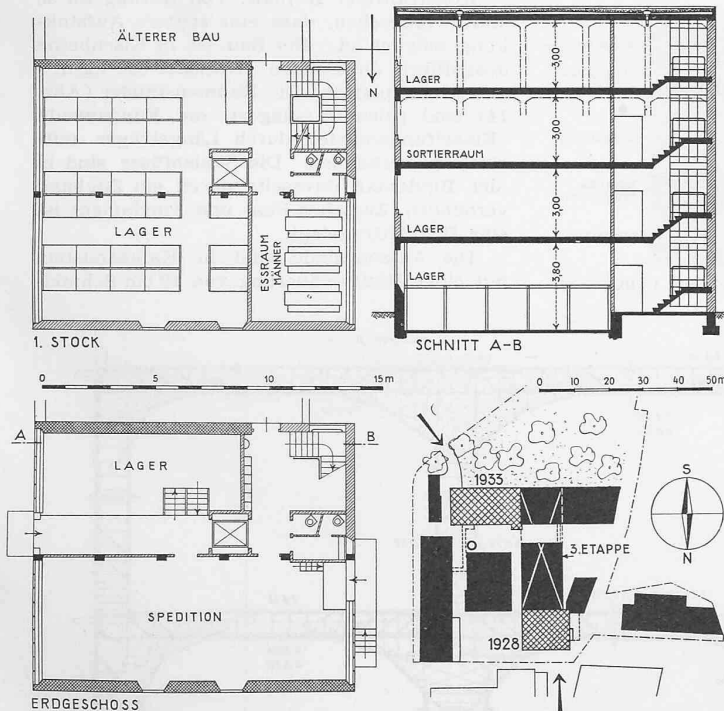 ÄLTERER BAU
N
LAGER
ESSRAUM
MÄNNER
1. STOCK
LAGER
3,00
SORTIERRAUM
3,00
LAGER
3,00
LAGER
3,80
SCHNITT A-B
0 5 10 15 m
0 10 20 30 40 50m
A
B
LAGER
SPEDITION
ERDGESCHOSS
1933
3.ETAPPE
1928
S
N